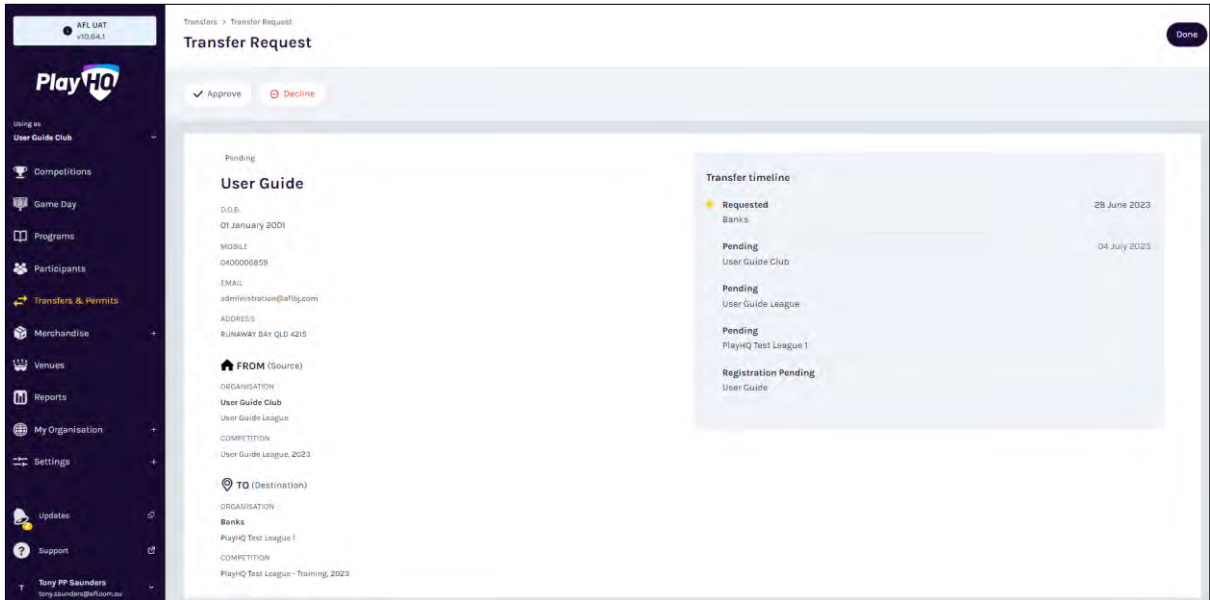 AFL UAT
v10.64.1
PlayHQ
Using as
User Guide Club
Competitions
Game Day
Programs
Participants
Transfers & Permits
Merchandise +
Venues
Reports
My Organisation +
Settings +
Updates
? Support
T Tony PP Saunders
Transfers > Transfer Request
Transfer Request
Done
Approve
Decline
Pending
User Guide
D.O.B.
01 January 2001
MOBILE
0400006859
EMAIL
administration@aflbj.com
ADDRESS
RUNAWAY BAY QLD 4215
FROM (Source)
ORGANISATION
User Guide Club
User Guide League
COMPETITION
User Guide League, 2023
TO (Destination)
ORGANISATION
Banks
PlayHQ Test League 1
COMPETITION
PlayHQ Test League - Training, 2023
Transfer timeline
Requested 28 June 2023
Banks
Pending 04 July 2023
User Guide Club
Pending
User Guide League
Pending
PlayHQ Test League 1
Registration Pending
User Guide